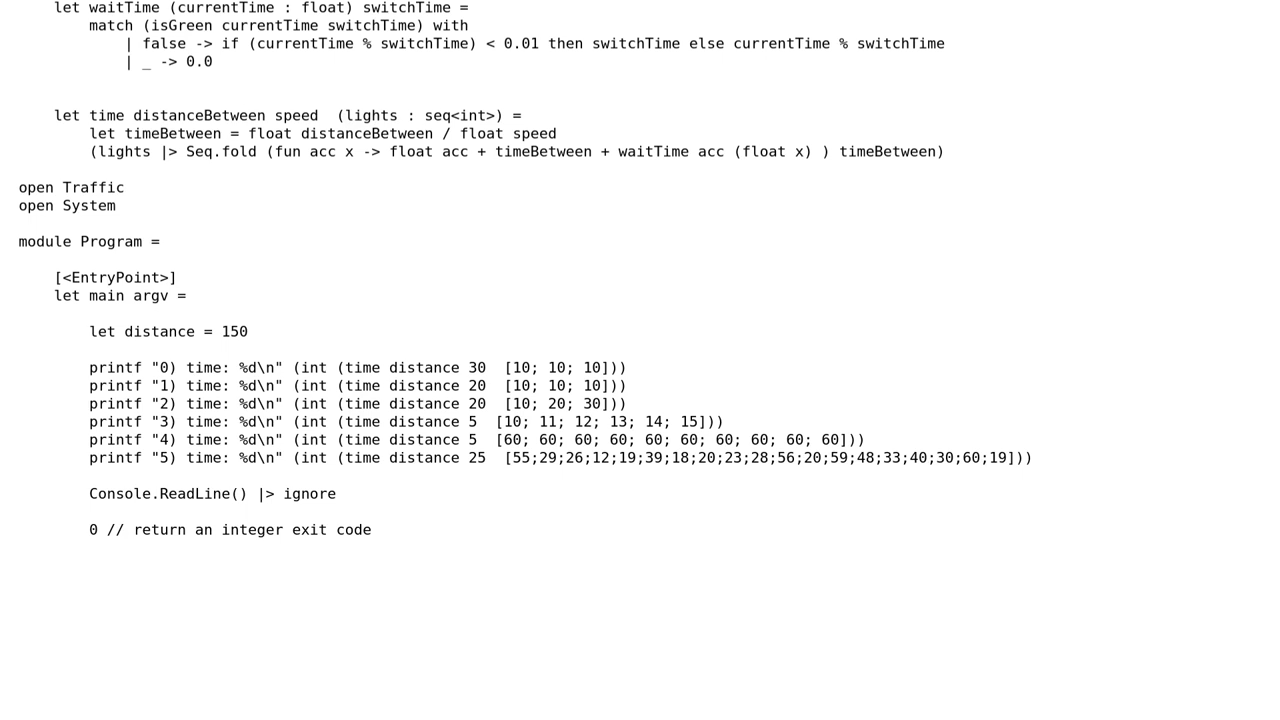 let waitTime (currentTime : float) switchTime =
        match (isGreen currentTime switchTime) with
            | false -> if (currentTime % switchTime) < 0.01 then switchTime else currentTime % switchTime
            | _ -> 0.0
    let time distanceBetween speed  (lights : seq<int>) =
        let timeBetween = float distanceBetween / float speed
        (lights |> Seq.fold (fun acc x -> float acc + timeBetween + waitTime acc (float x) ) timeBetween)
open Traffic
open System
module Program =
    [<EntryPoint>]
    let main argv =
        let distance = 150
        printf "0) time: %d\n" (int (time distance 30  [10; 10; 10]))
        printf "1) time: %d\n" (int (time distance 20  [10; 10; 10]))
        printf "2) time: %d\n" (int (time distance 20  [10; 20; 30]))
        printf "3) time: %d\n" (int (time distance 5  [10; 11; 12; 13; 14; 15]))
        printf "4) time: %d\n" (int (time distance 5  [60; 60; 60; 60; 60; 60; 60; 60; 60; 60]))
        printf "5) time: %d\n" (int (time distance 25  [55;29;26;12;19;39;18;20;23;28;56;20;59;48;33;40;30;60;19]))
        Console.ReadLine() |> ignore
        0 // return an integer exit code